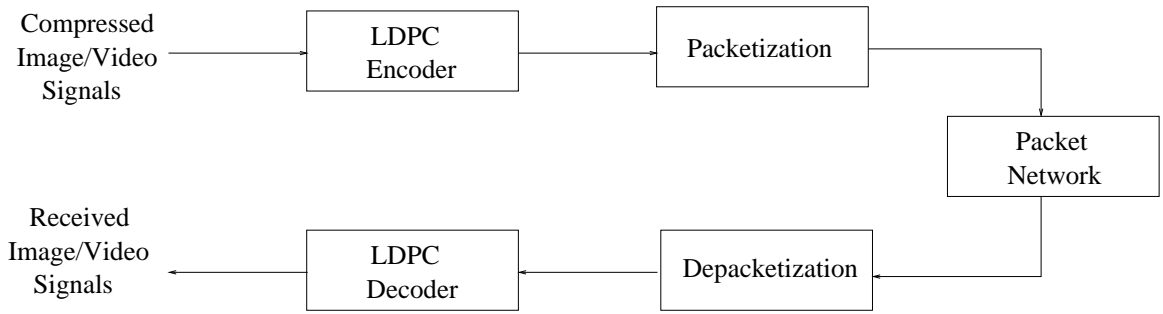 Compressed
Image/Video
Signals
LDPC
Encoder
Packetization
Packet
Network
Received
Image/Video
Signals
LDPC
Decoder
Depacketization